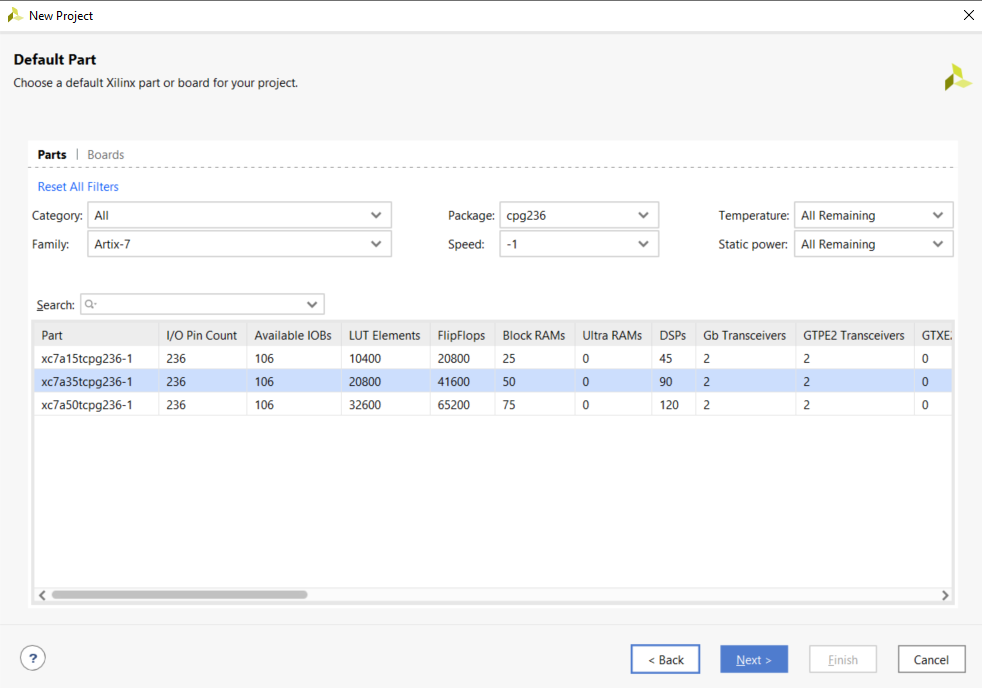 New Project
Default Part
Choose a default Xilinx part or board for your project.
Parts | Boards
Reset All Filters
Category: All Package: cpg236 Temperature: All Remaining
Family: Artix-7 Speed: -1 Static power: All Remaining
Search:
Part I/O Pin Count Available IOBs LUT Elements FlipFlops Block RAMs Ultra RAMs DSPs Gb Transceivers GTPE2 Transceivers GTXE
xc7a15tcpg236-1 236 106 10400 20800 25 0 45 2 2 0
xc7a35tcpg236-1 236 106 20800 41600 50 0 90 2 2 0
xc7a50tcpg236-1 236 106 32600 65200 75 0 120 2 2 0
? < Back Next > Finish Cancel